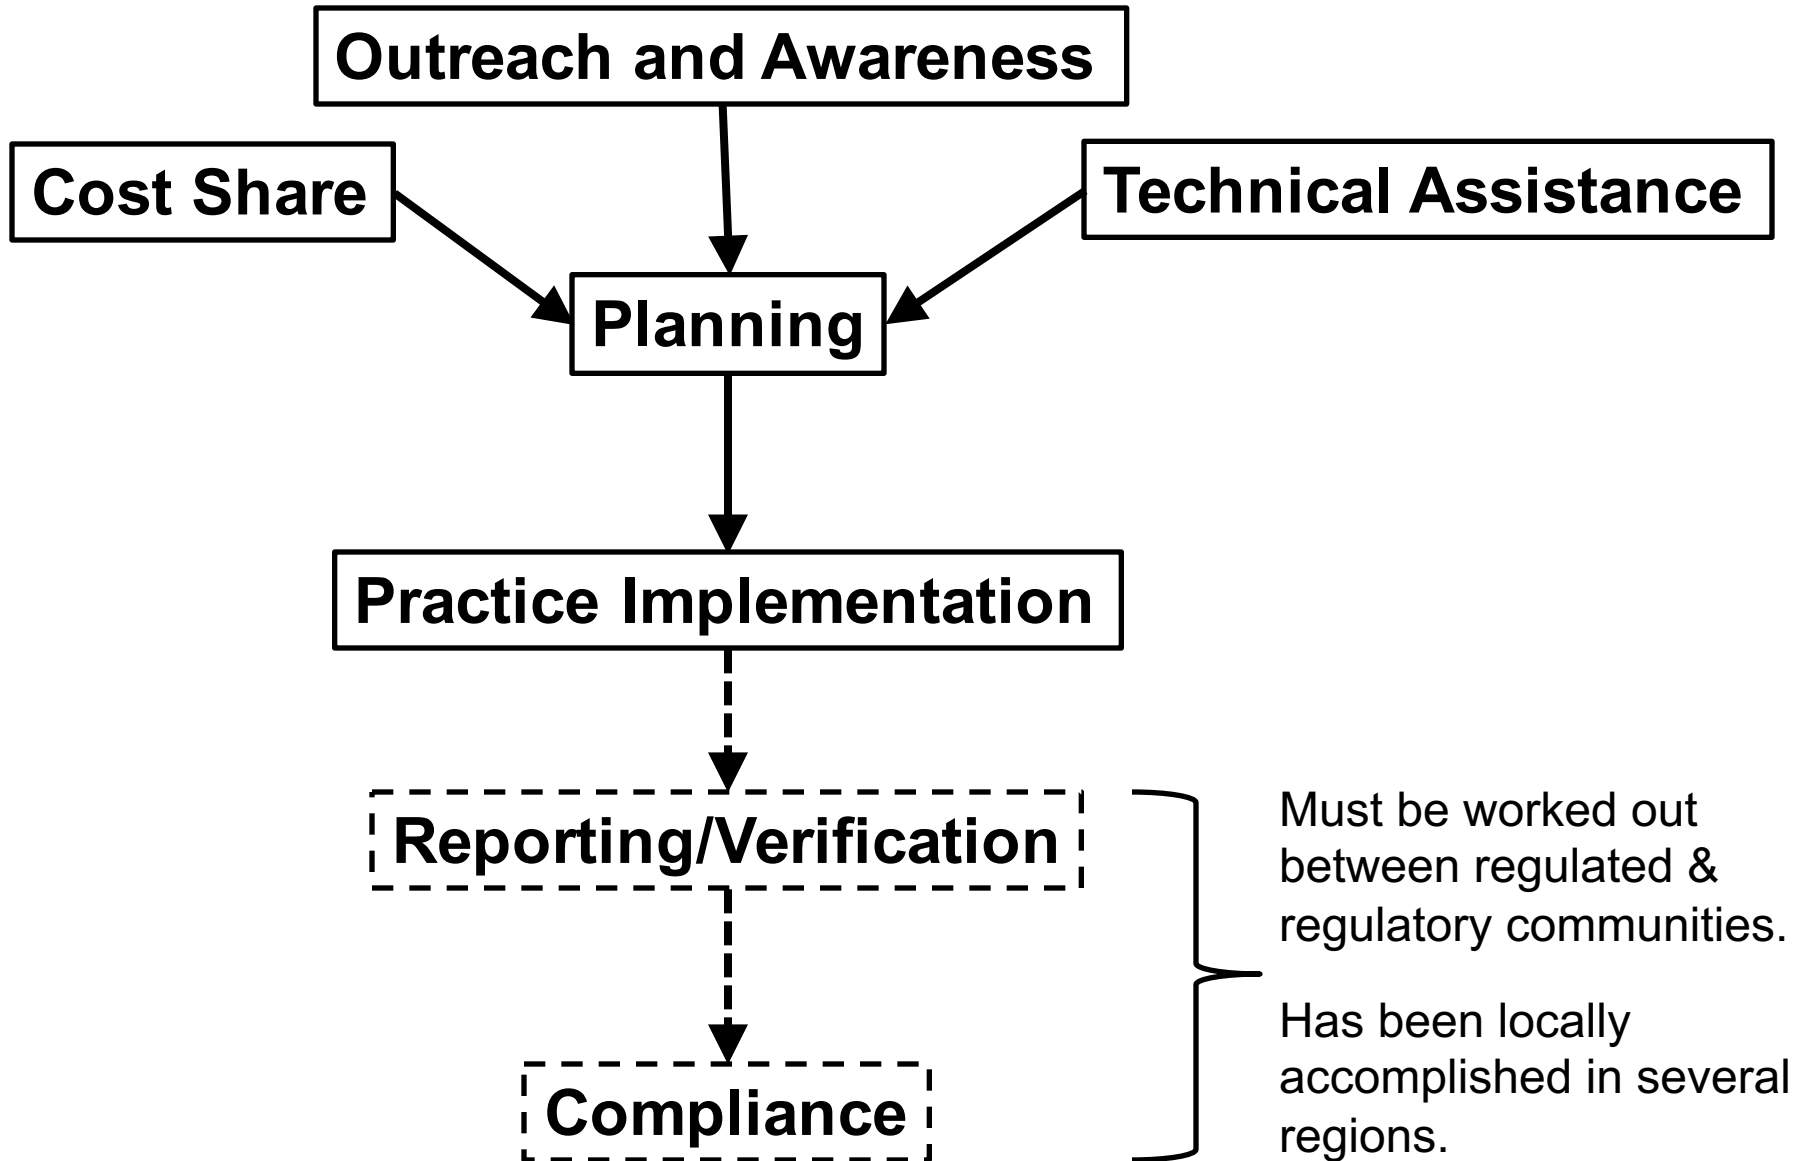 Outreach and Awareness
Cost Share
Technical Assistance
Planning
Practice Implementation
Reporting/Verification
Compliance
Must be worked out
between regulated &
regulatory communities.
Has been locally
accomplished in several
regions.